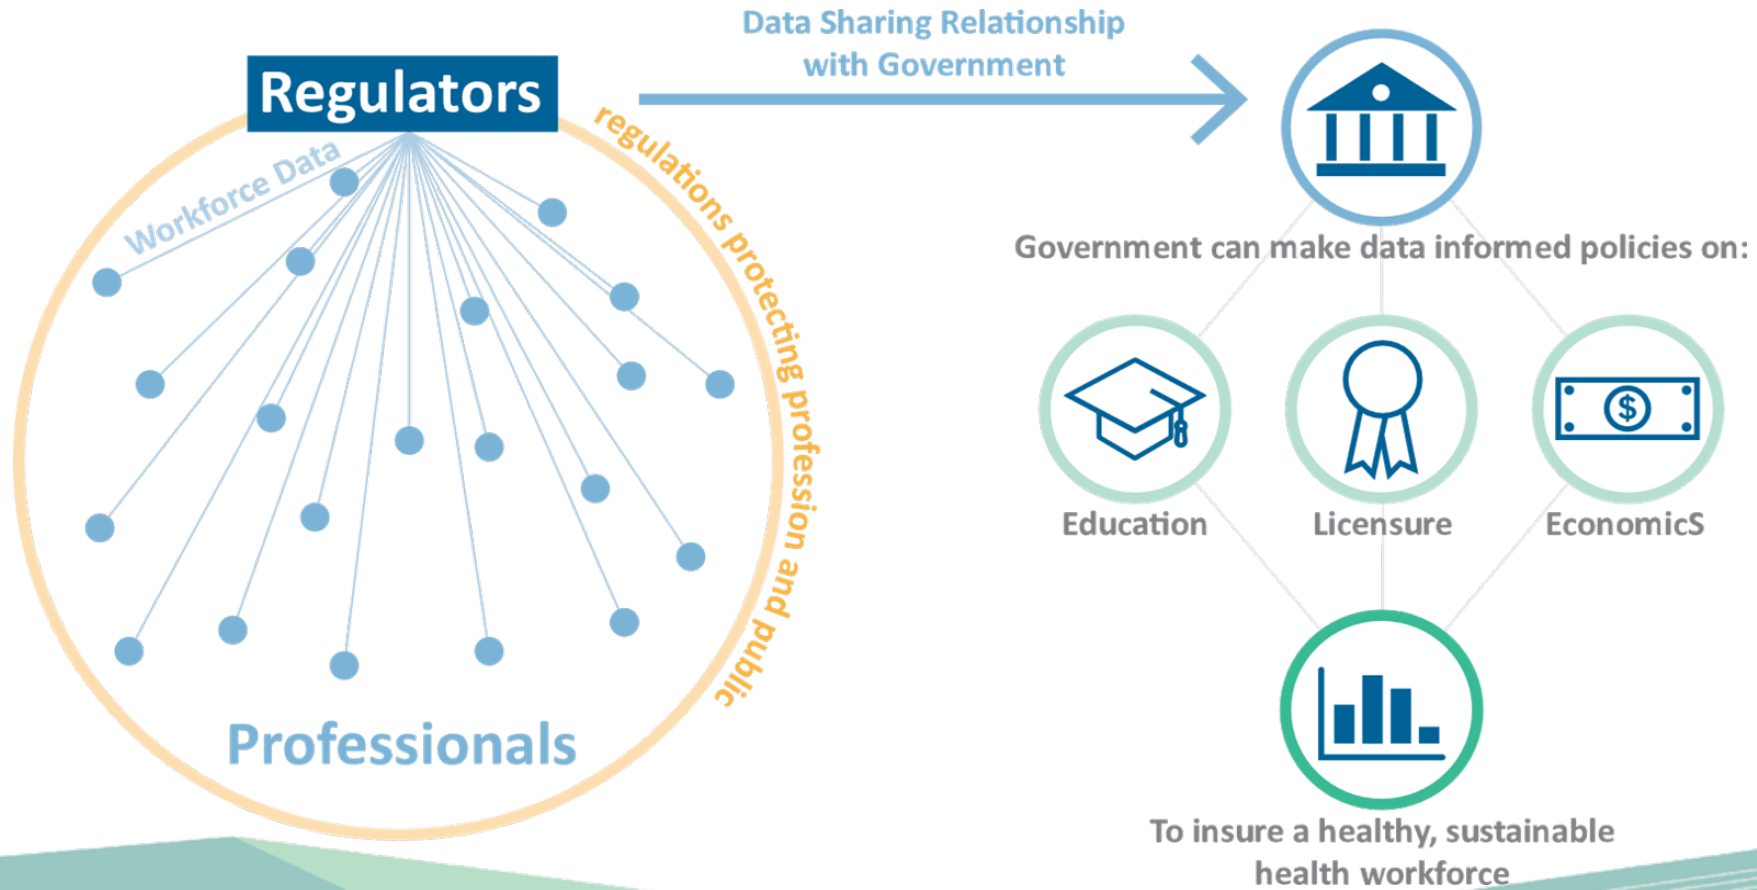 Data Sharing Relationship
with Government
Regulators
Workforce Data
regulations protecting profession and public
Professionals
Government can make data informed policies on:
$
Education
Licensure
EconomicS
To insure a healthy, sustainable
health workforce